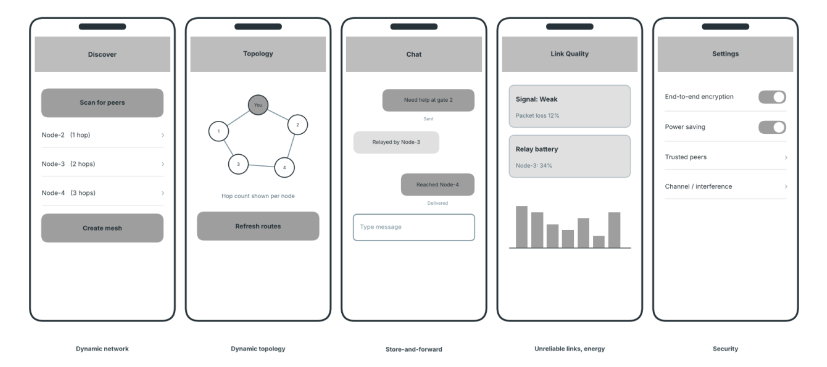 Discover
Scan for peers
Node-2 (1 hop)
Node-3 (2 hops)
Node-4 (3 hops)
Create mesh
Dynamic network
Topology
You
1
2
3
4
Hop count shown per node
Refresh routes
Dynamic topology
Chat
Need help at gate 2
Sent
Relayed by Node-3
Reached Node-4
Delivered
Type message
Store-and-forward
Link Quality
Signal: Weak
Packet loss 12%
Relay battery
Node-3: 34%
Unreliable links, energy
Settings
End-to-end encryption
Power saving
Trusted peers
Channel / interference
Security